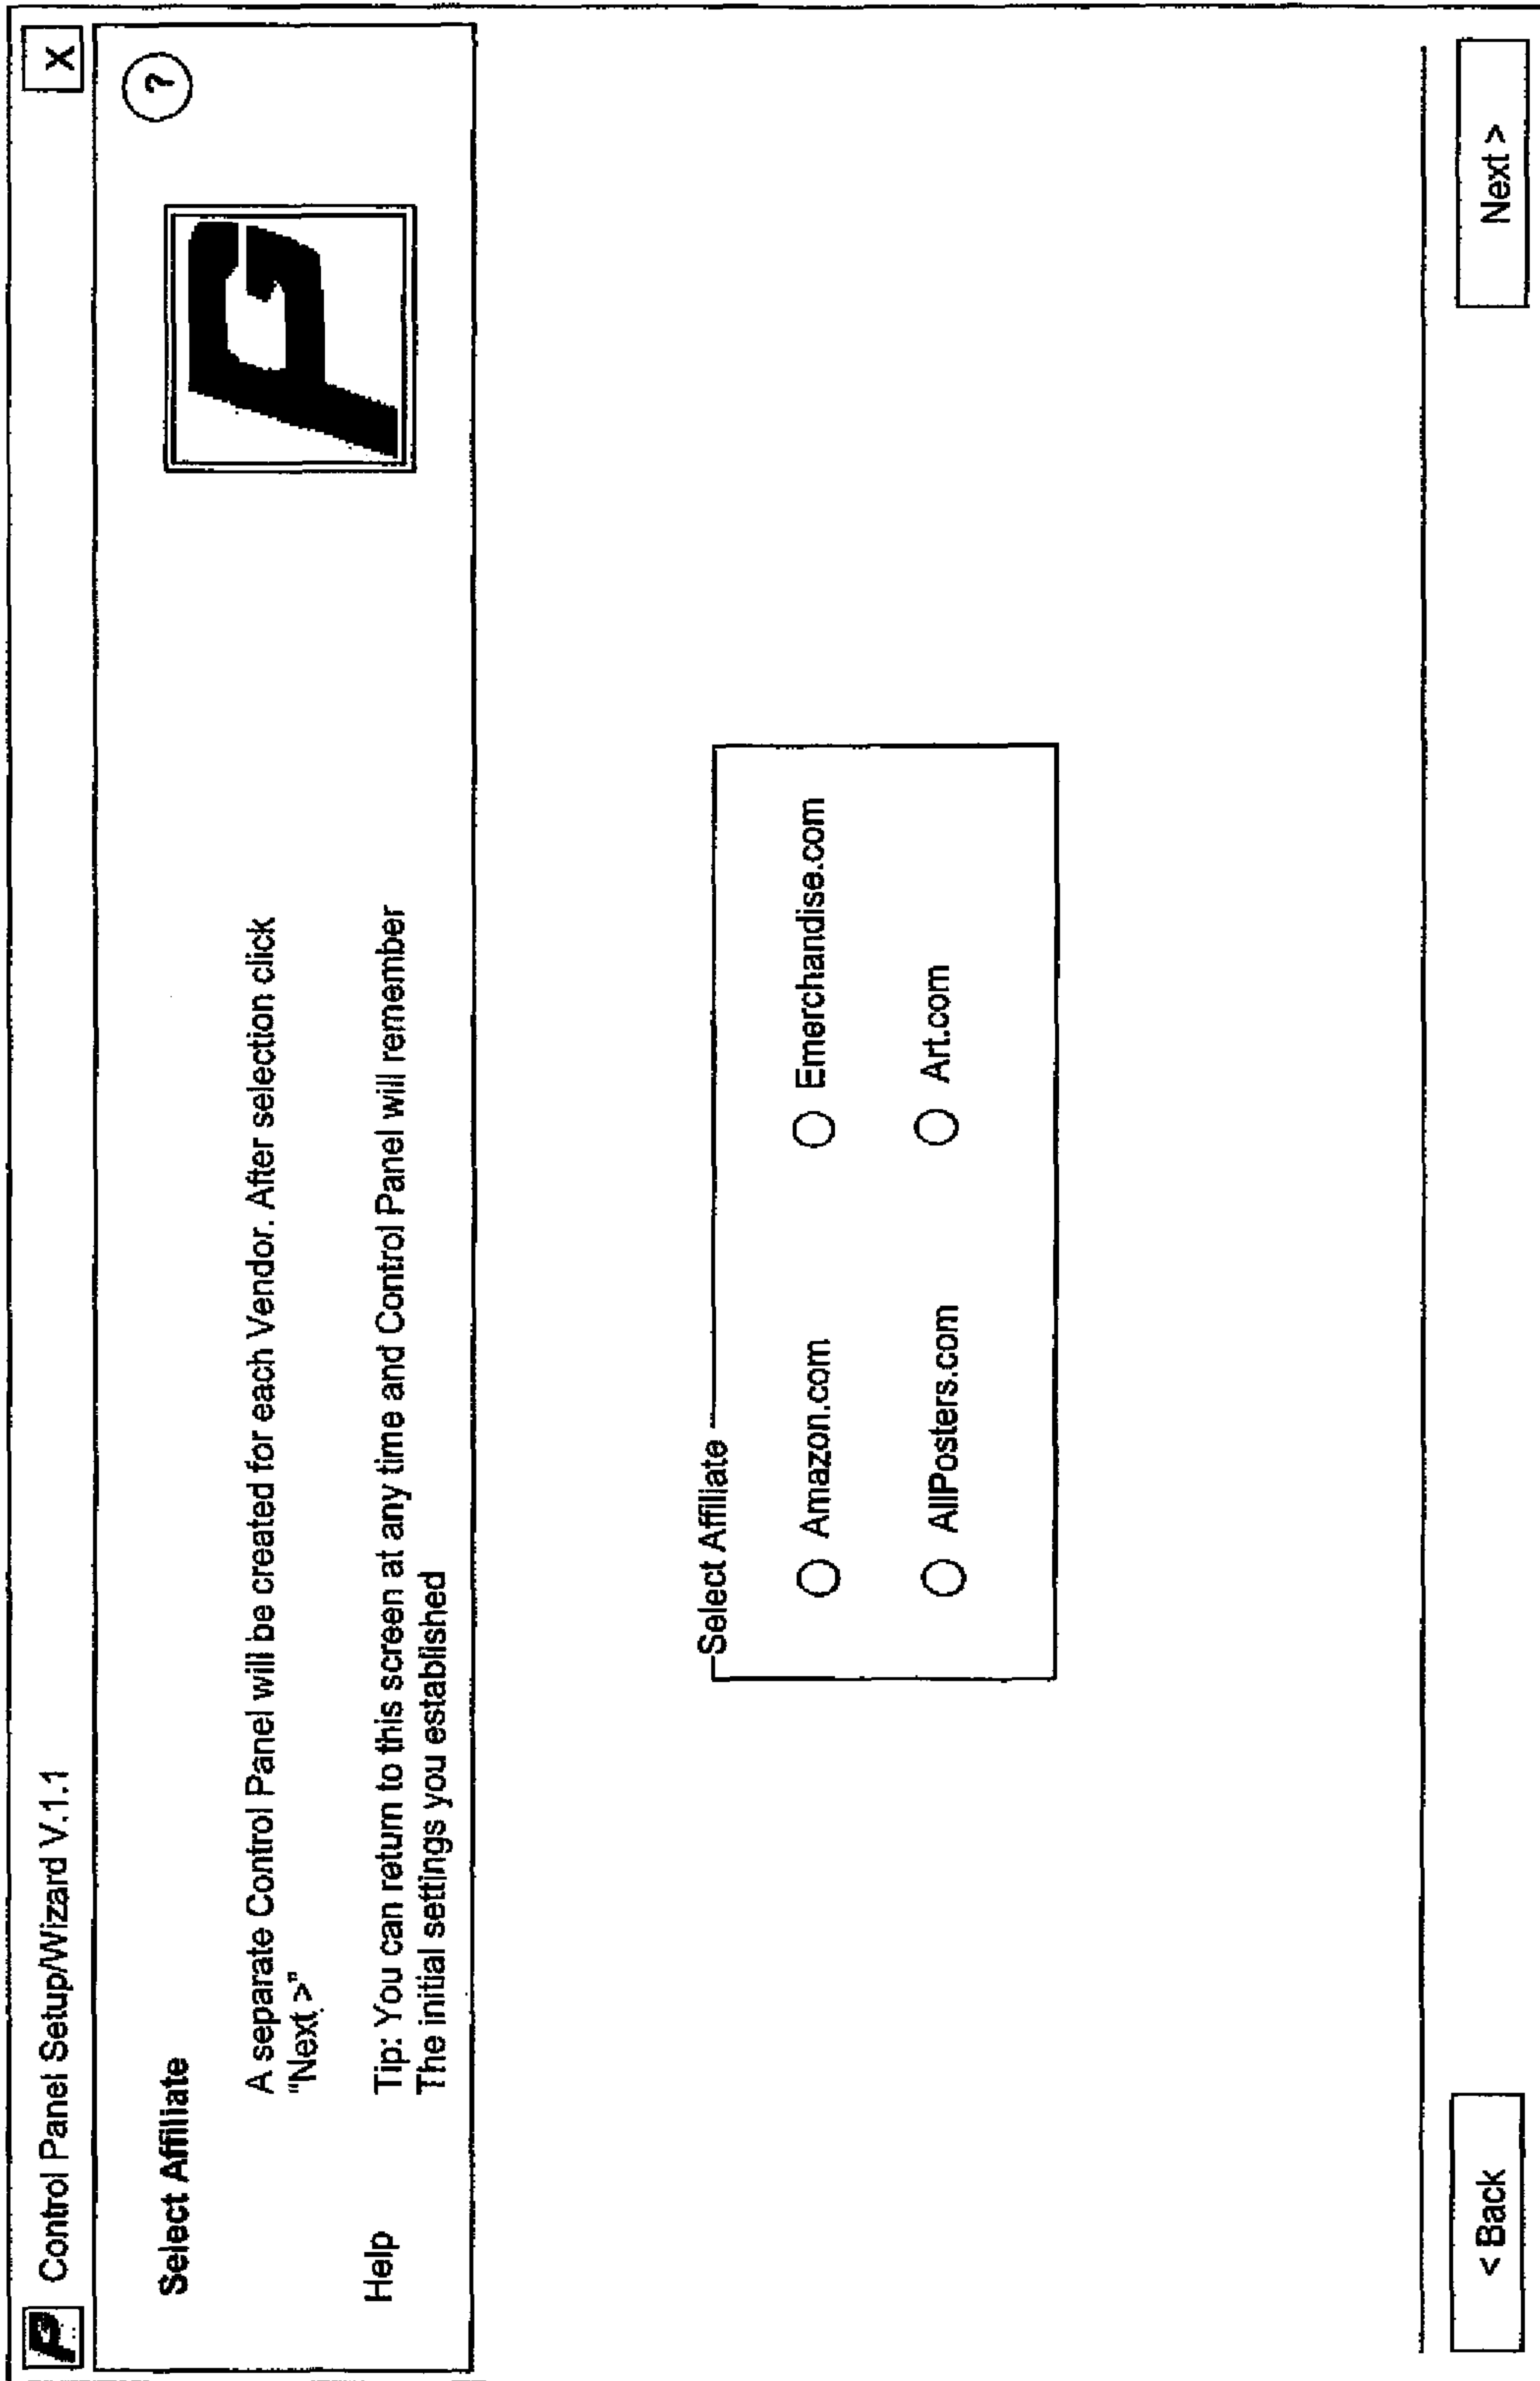 Control Panel Setup/Wizard V.1.1
X
Select Affiliate
?
A separate Control Panel will be created for each Vendor. After selection click
"Next >"
Help
Tip: You can return to this screen at any time and Control Panel will remember
The initial settings you established
PG
Select Affiliate
Amazon.com
Emerchandise.com
AllPosters.com
Art.com
< Back
Next >